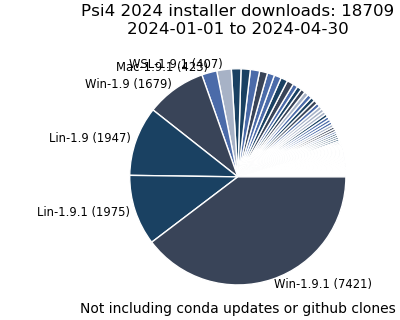 Psi4 2024 installer downloads: 18709
2024-01-01 to 2024-04-30
WSL-1.9.1 (407)
Mac-1.9.1 (423)
Win-1.9 (1679)
Lin-1.9 (1947)
Lin-1.9.1 (1975)
Win-1.9.1 (7421)
Not including conda updates or github clones